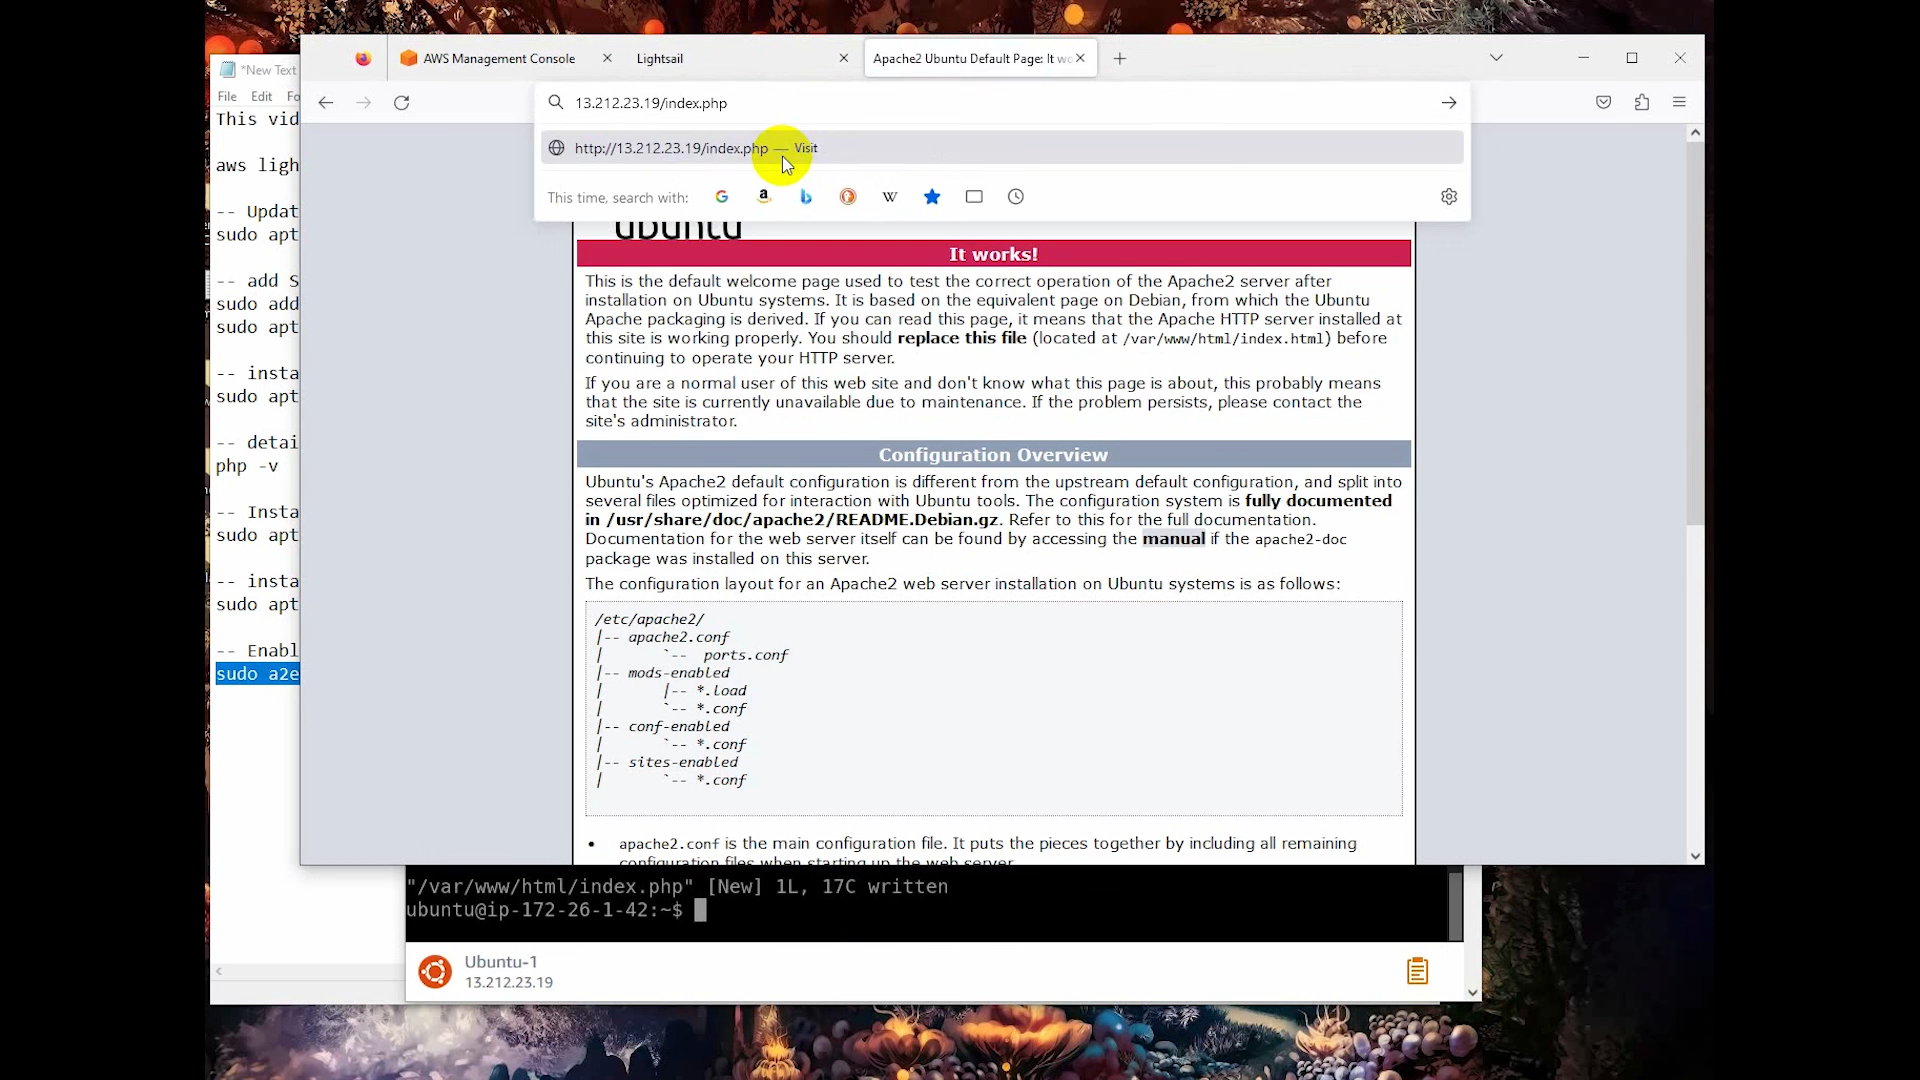 *New Text
File Edit Fo
This vid
aws ligh
-- Updat
sudo apt
-- add S
sudo add
sudo apt
-- insta
sudo apt
-- detai
php -v
-- Insta
sudo apt
-- insta
sudo apt
-- Enabl
sudo a2e
AWS Management Console
Lightsail
Apache2 Ubuntu Default Page: It wo
13.212.23.19/index.php
http://13.212.23.19/index.php — Visit
This time, search with:
ubuntu
It works!
This is the default welcome page used to test the correct operation of the Apache2 server after
installation on Ubuntu systems. It is based on the equivalent page on Debian, from which the Ubuntu
Apache packaging is derived. If you can read this page, it means that the Apache HTTP server installed at
this site is working properly. You should replace this file (located at /var/www/html/index.html) before
continuing to operate your HTTP server.
If you are a normal user of this web site and don't know what this page is about, this probably means
that the site is currently unavailable due to maintenance. If the problem persists, please contact the
site's administrator.
Configuration Overview
Ubuntu's Apache2 default configuration is different from the upstream default configuration, and split into
several files optimized for interaction with Ubuntu tools. The configuration system is fully documented
in /usr/share/doc/apache2/README.Debian.gz. Refer to this for the full documentation.
Documentation for the web server itself can be found by accessing the manual if the apache2-doc
package was installed on this server.
The configuration layout for an Apache2 web server installation on Ubuntu systems is as follows:
/etc/apache2/
|-- apache2.conf
|       `--  ports.conf
|-- mods-enabled
|       |-- *.load
|       `-- *.conf
|-- conf-enabled
|       `-- *.conf
|-- sites-enabled
|       `-- *.conf
• apache2.conf is the main configuration file. It puts the pieces together by including all remaining
configuration files when starting up the web server.
"/var/www/html/index.php" [New] 1L, 17C written
ubuntu@ip-172-26-1-42:~$
Ubuntu-1
13.212.23.19